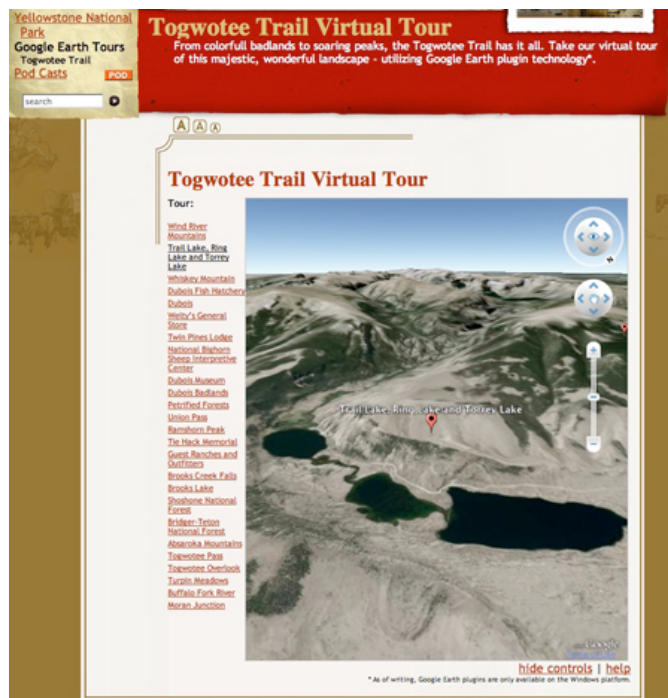 Yellowstone National
Park
Google Earth Tours
Togwotee Trail
Pod Casts
POD
search
Togwotee Trail Virtual Tour
From colorfull badlands to soaring peaks, the Togwotee Trail has it all. Take our virtual tour
of this majestic, wonderful landscape - utilizing Google Earth plugin technology*.
A A A
Togwotee Trail Virtual Tour
Tour:
Wind River
Mountains
Trail Lake, Ring
Lake and Torrey
Lake
Whiskey Mountain
Dubois Fish Hatchery
Dubois
Welty's General
Store
Twin Pines Lodge
National Bighorn
Sheep Interpretive
Center
Dubois Museum
Dubois Badlands
Petrified Forests
Union Pass
Ramshorn Peak
Tie Hack Memorial
Guest Ranches and
Outfitters
Brooks Creek Falls
Brooks Lake
Shoshone National
Forest
Bridger-Teton
National Forest
Absaroka Mountains
Togwotee Pass
Togwotee Overlook
Turpin Meadows
Buffalo Fork River
Moran Junction
Trail Lake, Ring Lake and Torrey Lake
Google
hide controls | help
* As of writing, Google Earth plugins are only available on the Windows platform.